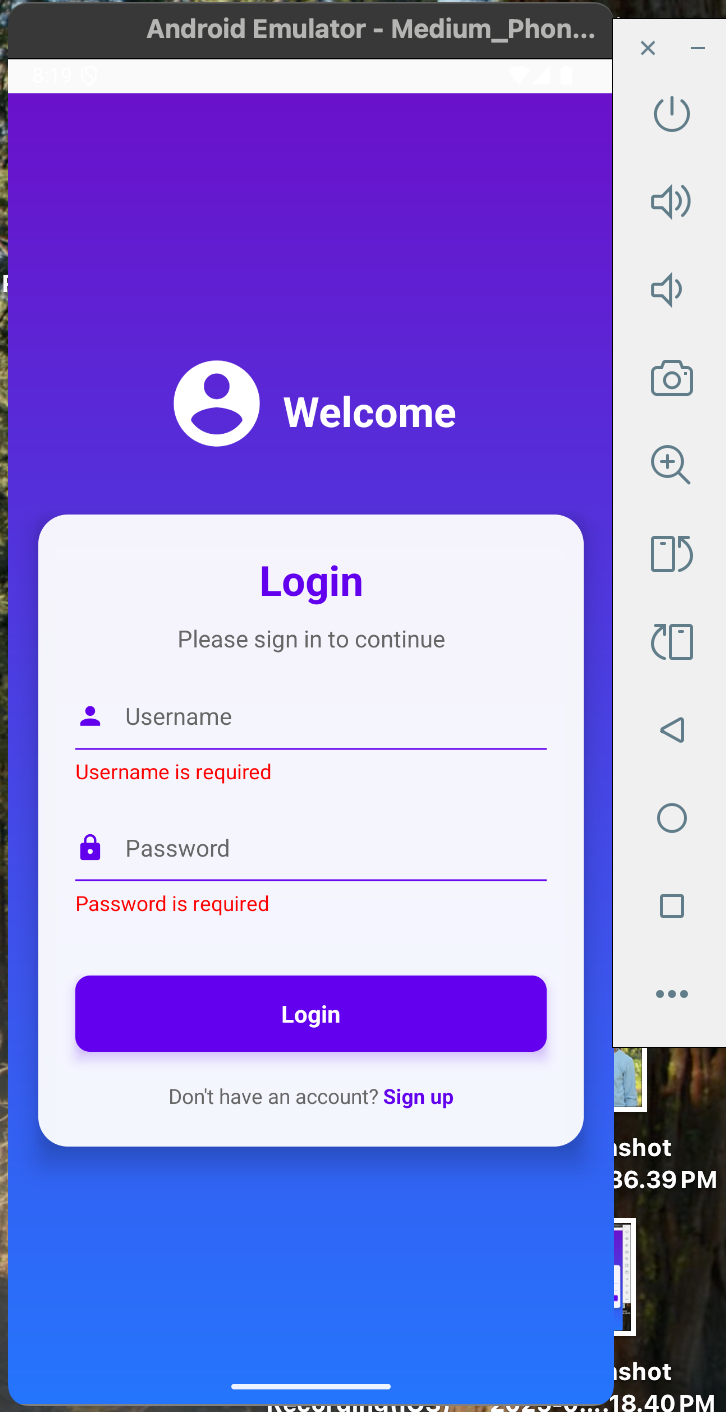 Android Emulator - Medium_Phon...
8:19
Welcome
Login
Please sign in to continue
Username
Username is required
Password
Password is required
Login
Don't have an account? Sign up
nshot
36.39 PM
nshot
.18.40 PM